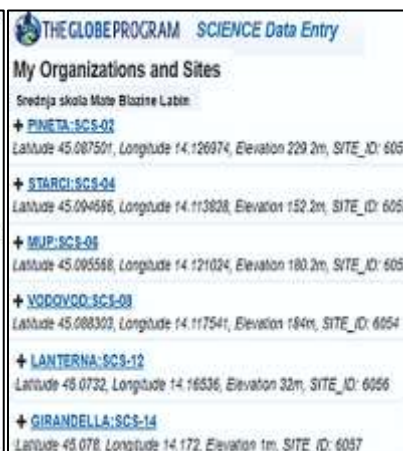 THE GLOBE PROGRAM SCIENCE Data Entry
My Organizations and Sites
Srednja skola Mate Blazine Labin
+ PINETA:SCS-02
Latitude 45.087501, Longitude 14.126974, Elevation 229.2m, SITE_ID: 605
+ STARCI:SCS-04
Latitude 45.094686, Longitude 14.113828, Elevation 152.2m, SITE_ID: 605
+ MUP:SCS-06
Latitude 45.095568, Longitude 14.121024, Elevation 180.2m, SITE_ID: 605
+ VODOVOD:SCS-08
Latitude 45.088303, Longitude 14.117541, Elevation 184m, SITE_ID: 6054
+ LANTERNA:SCS-12
Latitude 45.0732, Longitude 14.16536, Elevation 32m, SITE_ID: 6056
+ GIRANDELLA:SCS-14
Latitude 45.078, Longitude 14.172, Elevation 1m, SITE_ID: 6057